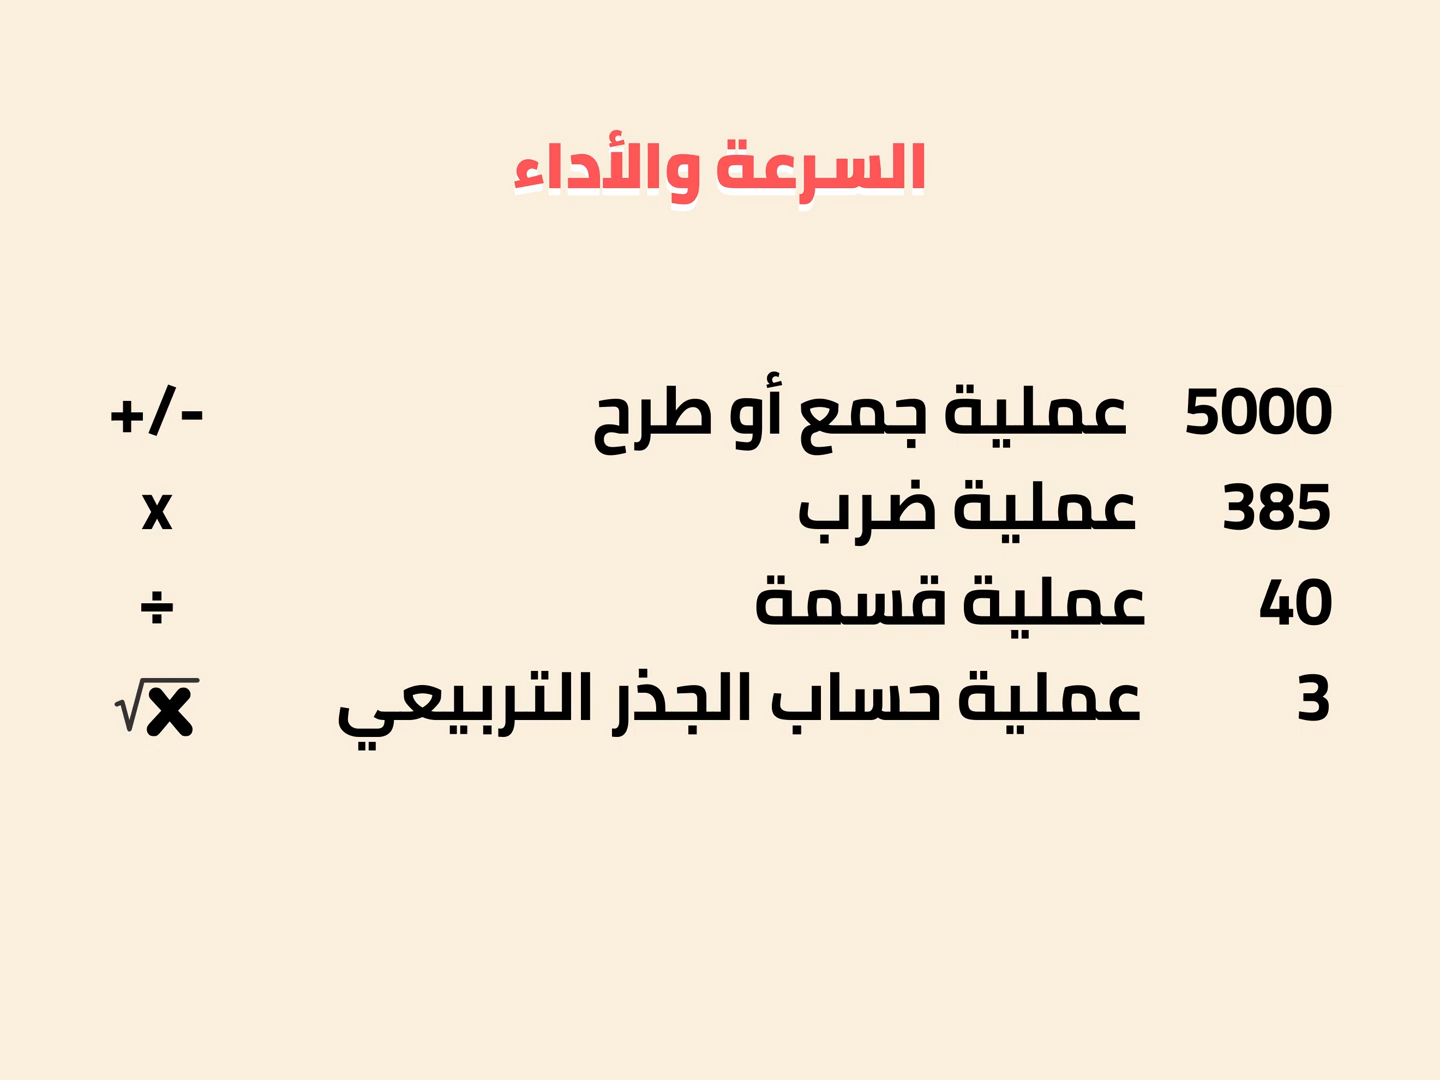 السرعة والأداء
5000 عملية جمع أو طرح +/-
385 عملية ضرب x
40 عملية قسمة ÷
3 عملية حساب الجذر التربيعي √x